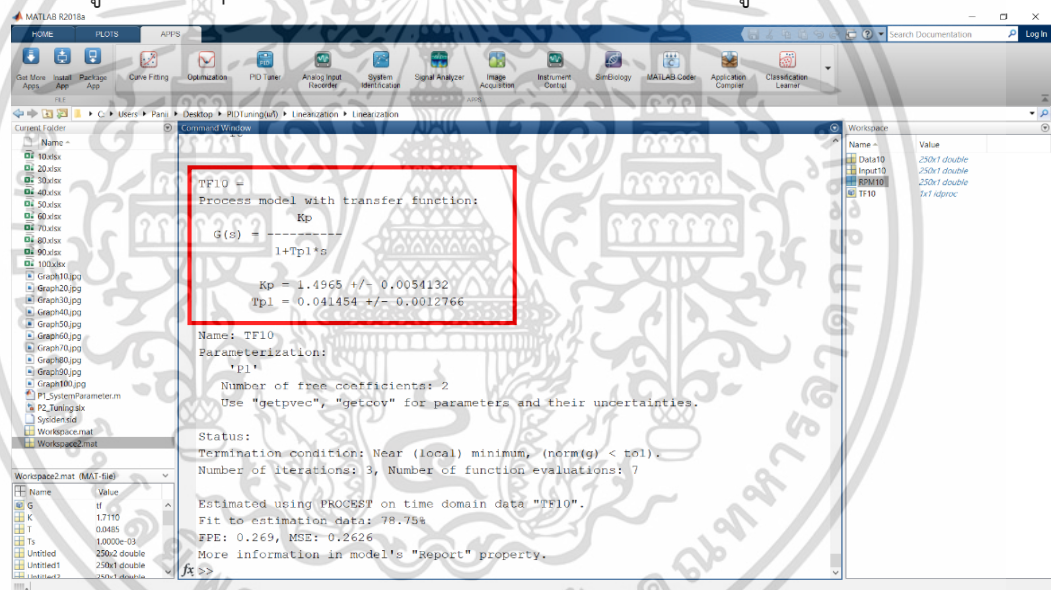 MATLAB R2018a
HOME PLOTS APPS
Search Documentation Log In
Get More Apps Install App Package App Curve Fitting Optimization PID Tuner Analog Input Recorder System Identification Signal Analyzer Image Acquisition Instrument Control SimBiology MATLAB Coder Application Compiler Classification Learner
FILE APPS
C: Users Desktop PIDTuning(แก้) Linearization Linearization
Current Folder
Name
10.xlsx
20.xlsx
30.xlsx
40.xlsx
50.xlsx
60.xlsx
70.xlsx
80.xlsx
90.xlsx
100.xlsx
Graph10.jpg
Graph20.jpg
Graph30.jpg
Graph40.jpg
Graph50.jpg
Graph60.jpg
Graph70.jpg
Graph80.jpg
Graph90.jpg
Graph100.jpg
P1_SystemParameter.m
P2_Tuning.slx
Sysiden.sid
Workspace.mat
Workspace2.mat
Workspace2.mat (MAT-file)
Name Value
G tf
K 1.7110
T 0.0485
Ts 1.0000e-03
Untitled 250x2 double
Untitled1 250x1 double
Untitled2 250x1 double
Command Window
TF10 =
Process model with transfer function:
Kp
G(s) = ----------
1+Tp1*s
Kp = 1.4965 +/- 0.0054132
Tp1 = 0.041454 +/- 0.0012766
Name: TF10
Parameterization:
'P1'
Number of free coefficients: 2
Use "getpvec", "getcov" for parameters and their uncertainties.
Status:
Termination condition: Near (local) minimum, (norm(g) < tol).
Number of iterations: 3, Number of function evaluations: 7
Estimated using PROCEST on time domain data "TF10".
Fit to estimation data: 78.75%
FPE: 0.269, MSE: 0.2626
More information in model's "Report" property.
fx >>
Workspace
Name Value
Data10 250x1 double
Input10 250x1 double
RPM10 250x1 double
TF10 1x1 idproc